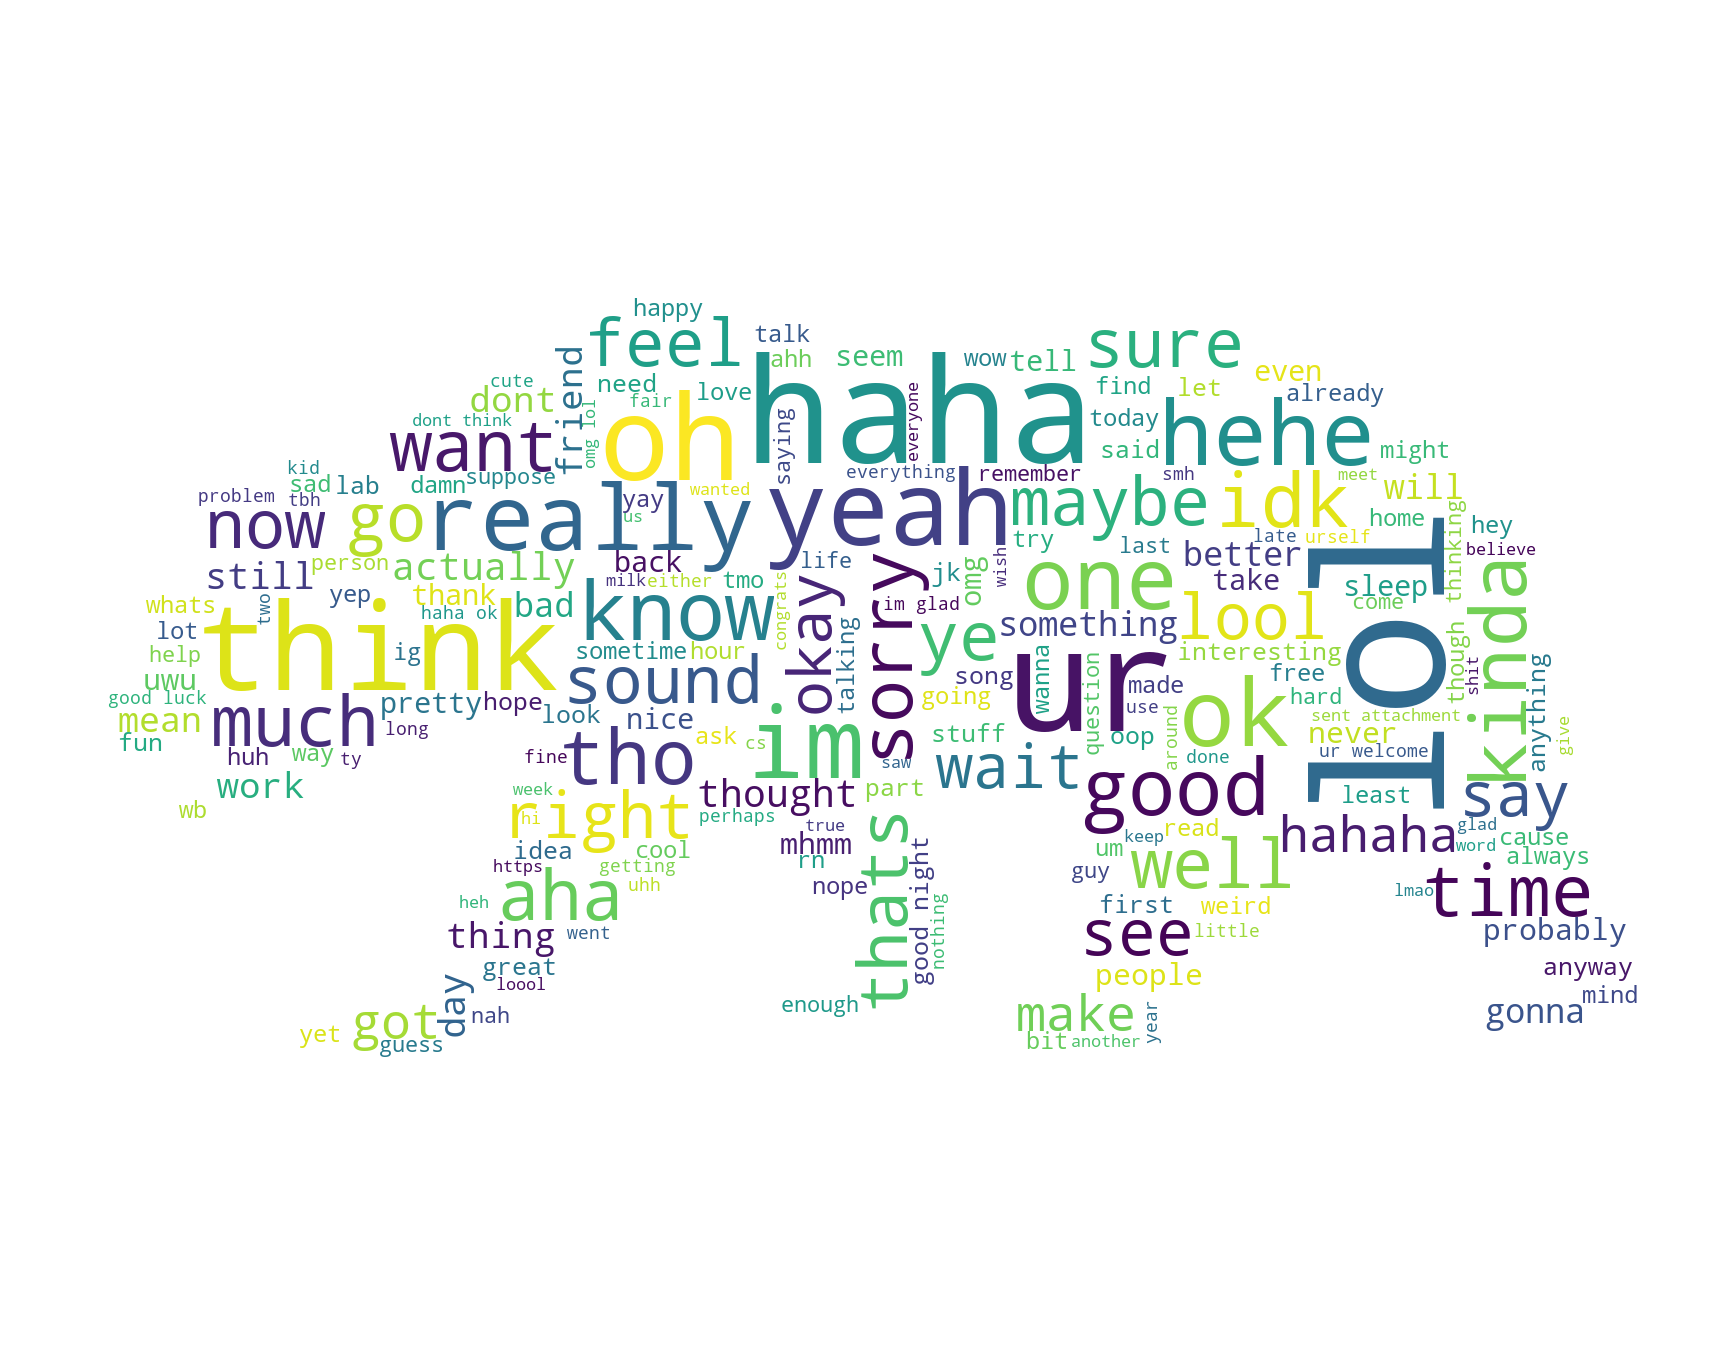 happy
feel
talk
ahh
seem
wow
tell
sure
cute
friend
need
love
haha
everyone
find
let
even
already
dont
fair
omg lol
oh
saying
today
hehe
dont think
want
said
might
kid
sad
lab
damn
suppose
yay
wanted
everything
remember
smh
meet
will
problem
tbh
now
go
really
us
yeah
maybe
idk
home
thinking
hey
try
last
late
urself
believe
still
person
actually
back
life
wish
better
lol
kinda
whats
two
yep
thank
bad
milk
either
tmo
congrats
okay
sorry
jk
omg
one
take
sleep
haha ok
know
im glad
come
lot
think
ig
something
lool
help
sometime
hour
talking
ye
interesting
though
uwu
sound
song
wanna
ur
question
made
free
shit
anything
good luck
much
pretty
hope
look
nice
going
use
hard
mean
long
ask
cs
im
stuff
oop
around
ok
sent attachment
never
give
fun
huh
way
ty
fine
tho
saw
wait
done
ur welcome
work
week
thought
part
good
least
say
wb
hi
right
perhaps
true
thats
keep
read
hahaha
glad
cause
idea
cool
mhmm
um
word
always
https
getting
rn
good night
guy
well
uhh
nope
lmao
time
heh
aha
nothing
first
weird
thing
went
see
little
probably
great
people
anyway
day
loool
enough
mind
yet
got
nah
make
year
gonna
guess
bit
another